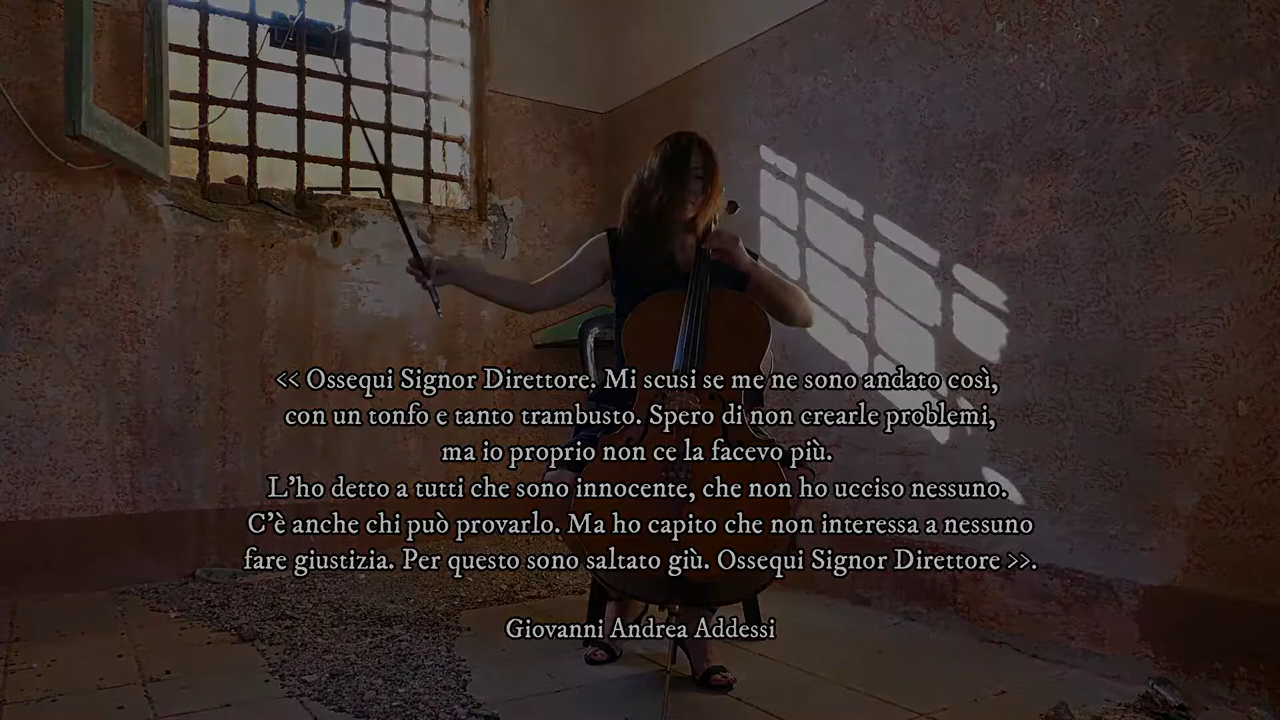 << Ossequi Signor Direttore. Mi scusi se me ne sono andato così,
con un tonfo e tanto trambusto. Spero di non crearle problemi,
ma io proprio non ce la facevo più.
L'ho detto a tutti che sono innocente, che non ho ucciso nessuno.
C'è anche chi può provarlo. Ma ho capito che non interessa a nessuno
fare giustizia. Per questo sono saltato giù. Ossequi Signor Direttore >>.
Giovanni Andrea Addessi